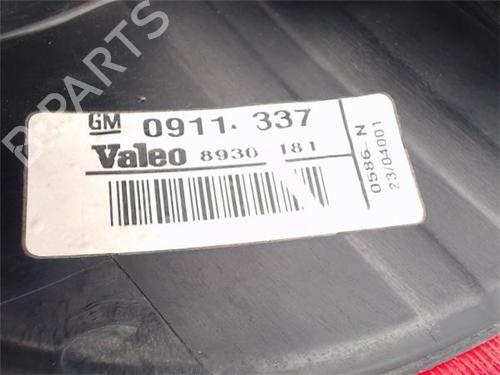 B-PARTS
GM 0911. 337
Valeo 8930 181
0586 N
23/04001